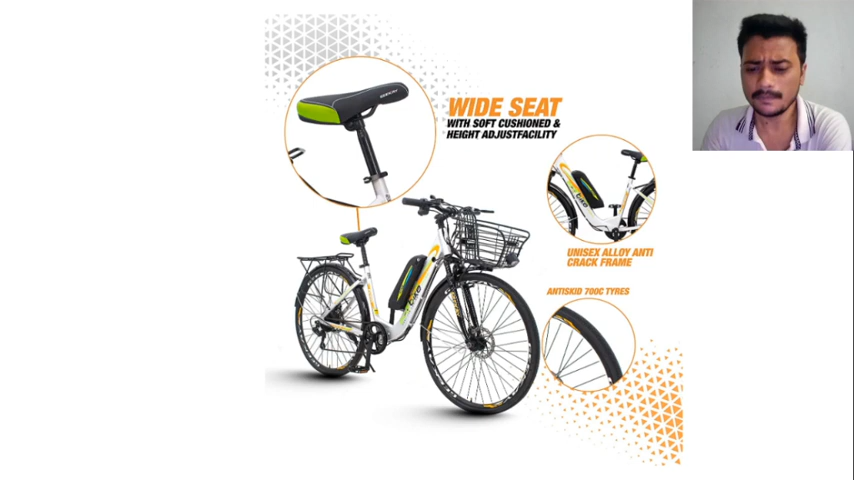 WIDE SEAT
WITH SOFT CUSHIONED &
HEIGHT ADJUSTFACILITY
UNISEX ALLOY ANTI
CRACK FRAME
ANTISKID 700C TYRES